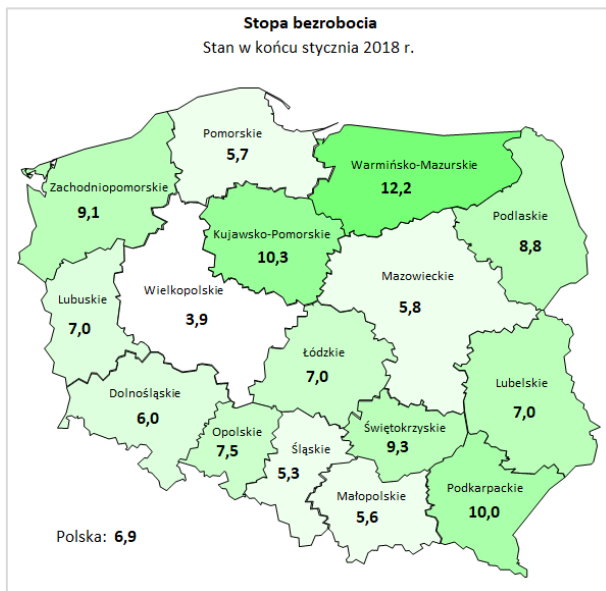 Stopa bezrobocia
Stan w końcu stycznia 2018 r.
Pomorskie
5,7
Warmińsko-Mazurskie
12,2
Zachodniopomorskie
9,1
Podlaskie
8,8
Kujawsko-Pomorskie
10,3
Mazowieckie
5,8
Wielkopolskie
3,9
Lubuskie
7,0
Łódzkie
7,0
Lubelskie
7,0
Dolnośląskie
6,0
Opolskie
7,5
Śląskie
5,3
Świętokrzyskie
9,3
Małopolskie
5,6
Podkarpackie
10,0
Polska: 6,9